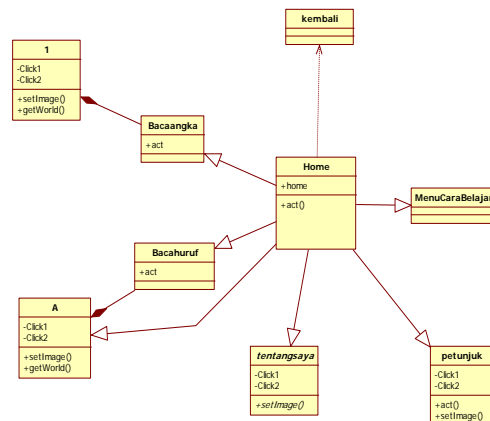 kembali
1
-Click1
-Click2
+setImage()
+getWorld()
Bacaangka
+act
Home
+home
+act()
MenuCaraBelajar
Bacahuruf
+act
A
-Click1
-Click2
+setImage()
+getWorld()
tentangsaya
-Click1
-Click2
+setImage()
petunjuk
-Click1
-Click2
+act()
+setImage()